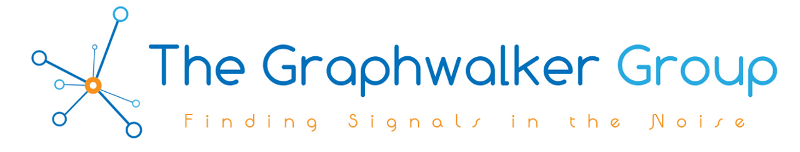 The Graphwalker Group
Finding Signals in the Noise